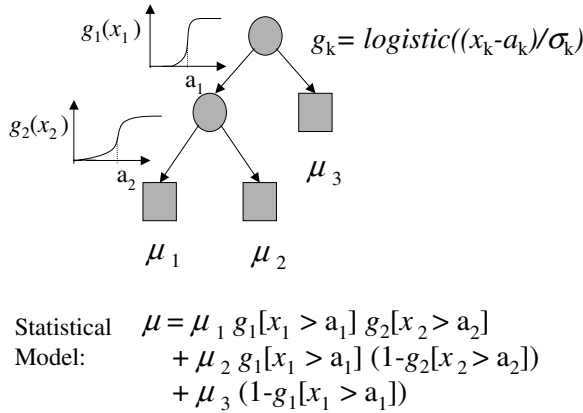 g₁(x₁)
a₁
gₖ= logistic((xₖ-aₖ)/σₖ)
g₂(x₂)
a₂
μ₃
μ₁
μ₂
Statistical Model:
μ = μ₁ g₁[x₁ > a₁] g₂[x₂ > a₂]
+ μ₂ g₁[x₁ > a₁] (1-g₂[x₂ > a₂])
+ μ₃ (1-g₁[x₁ > a₁])